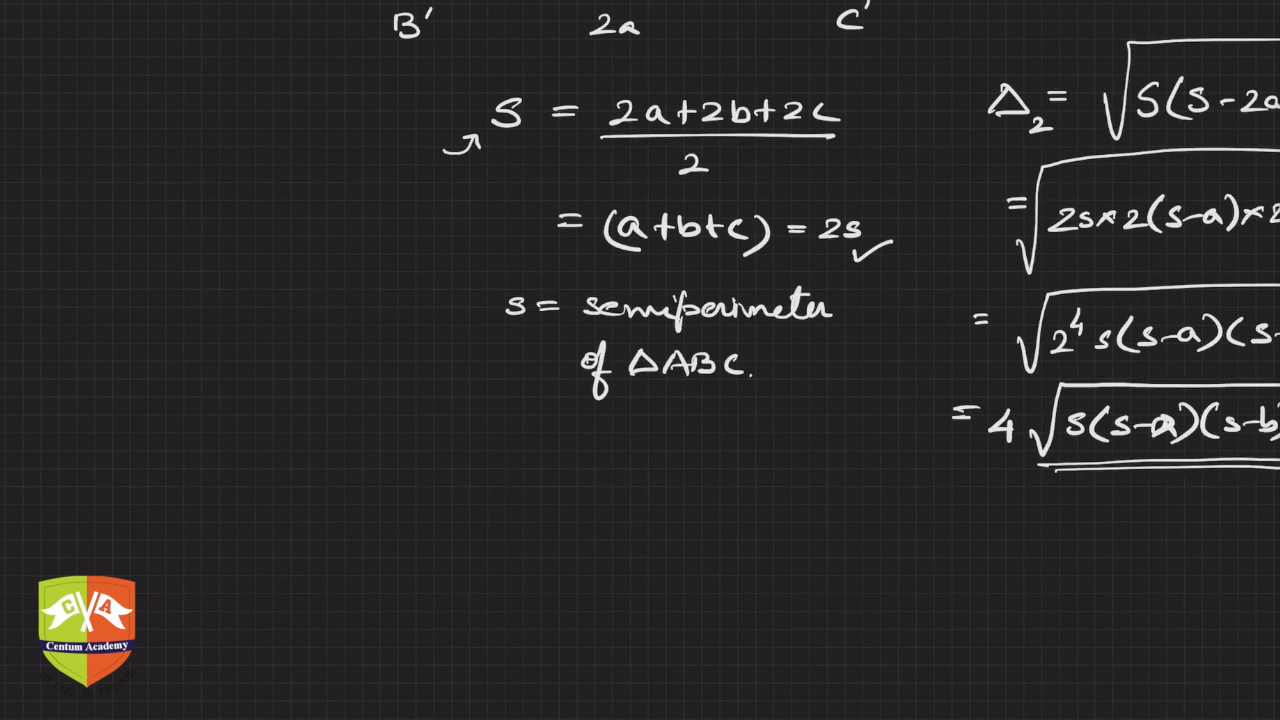 B′ 2a C′
S = 2a+2b+2c / 2
= (a+b+c) = 2s ✓
s = semiperimeter
of ΔABC.
Δ₂ = √S(S-2a
= √2s×2(s-a)×2
= √2⁴ s(s-a)(s-
= 4 √s(s-a)(s-b)
C A
Centum Academy